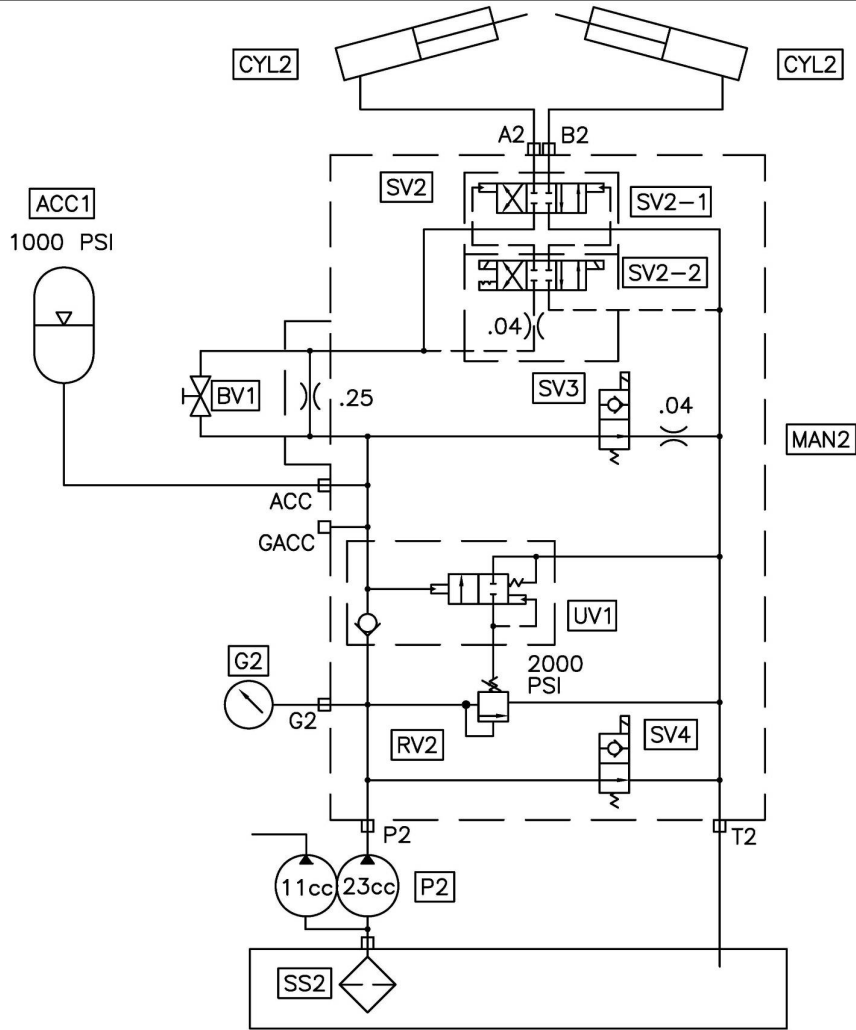 CYL2
CYL2
A2
B2
SV2
SV2-1
ACC1
1000 PSI
SV2-2
.04
SV3
.04
BV1
.25
MAN2
ACC
GACC
UV1
G2
2000
PSI
G2
RV2
SV4
P2
T2
11cc
23cc
P2
SS2